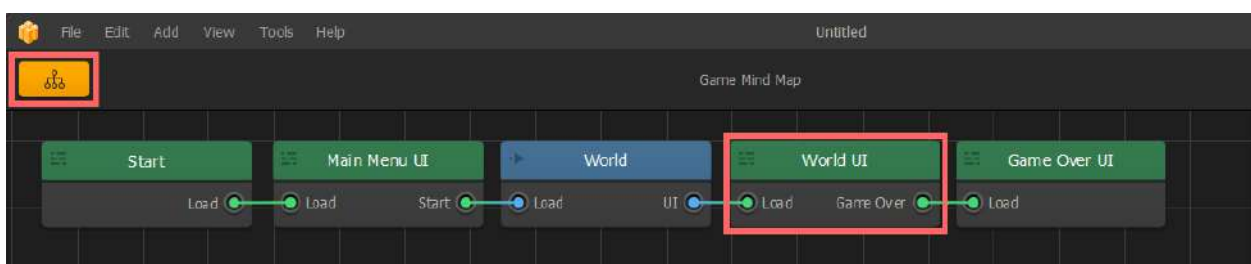 File Edit Add View Tools Help Untitled
Game Mind Map
Start Main Menu UI World World UI Game Over UI
Load Load Start Load UI Load Game Over Load